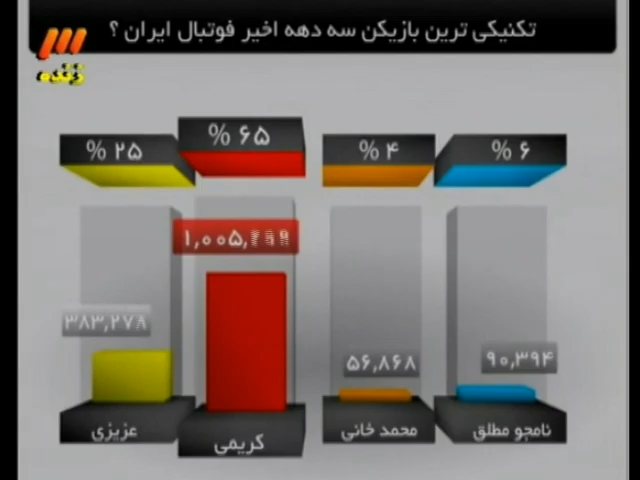 تکنیکی ترین بازیکن سه دهه اخیر فوتبال ایران ؟
زنده
% ۶
% ۴
% ۶۵
% ۲۵
۹۰,۳۹۴
۵۶,۸۶۸
۳۸۳,۲۷۸
نامجو مطلق
محمد خانی
کریمی
عزیزی